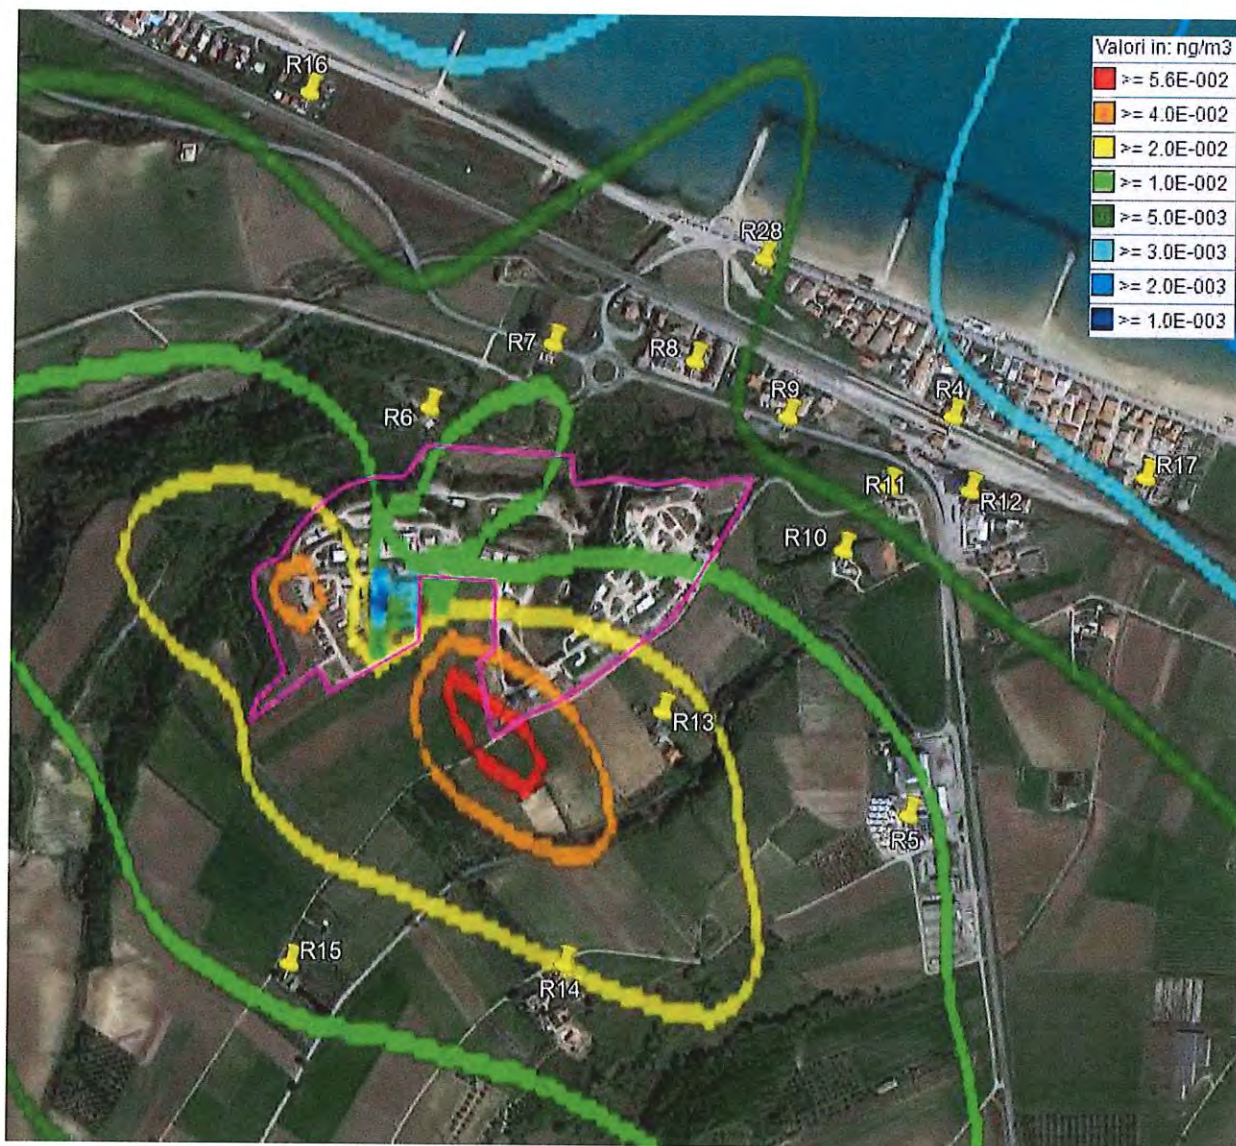 Valori in: ng/m3
>= 5.6E-002
>= 4.0E-002
>= 2.0E-002
>= 1.0E-002
>= 5.0E-003
>= 3.0E-003
>= 2.0E-003
>= 1.0E-003
R16
R28
R7
R8
R6
R9
R4
R17
R11
R12
R10
R13
R5
R15
R14